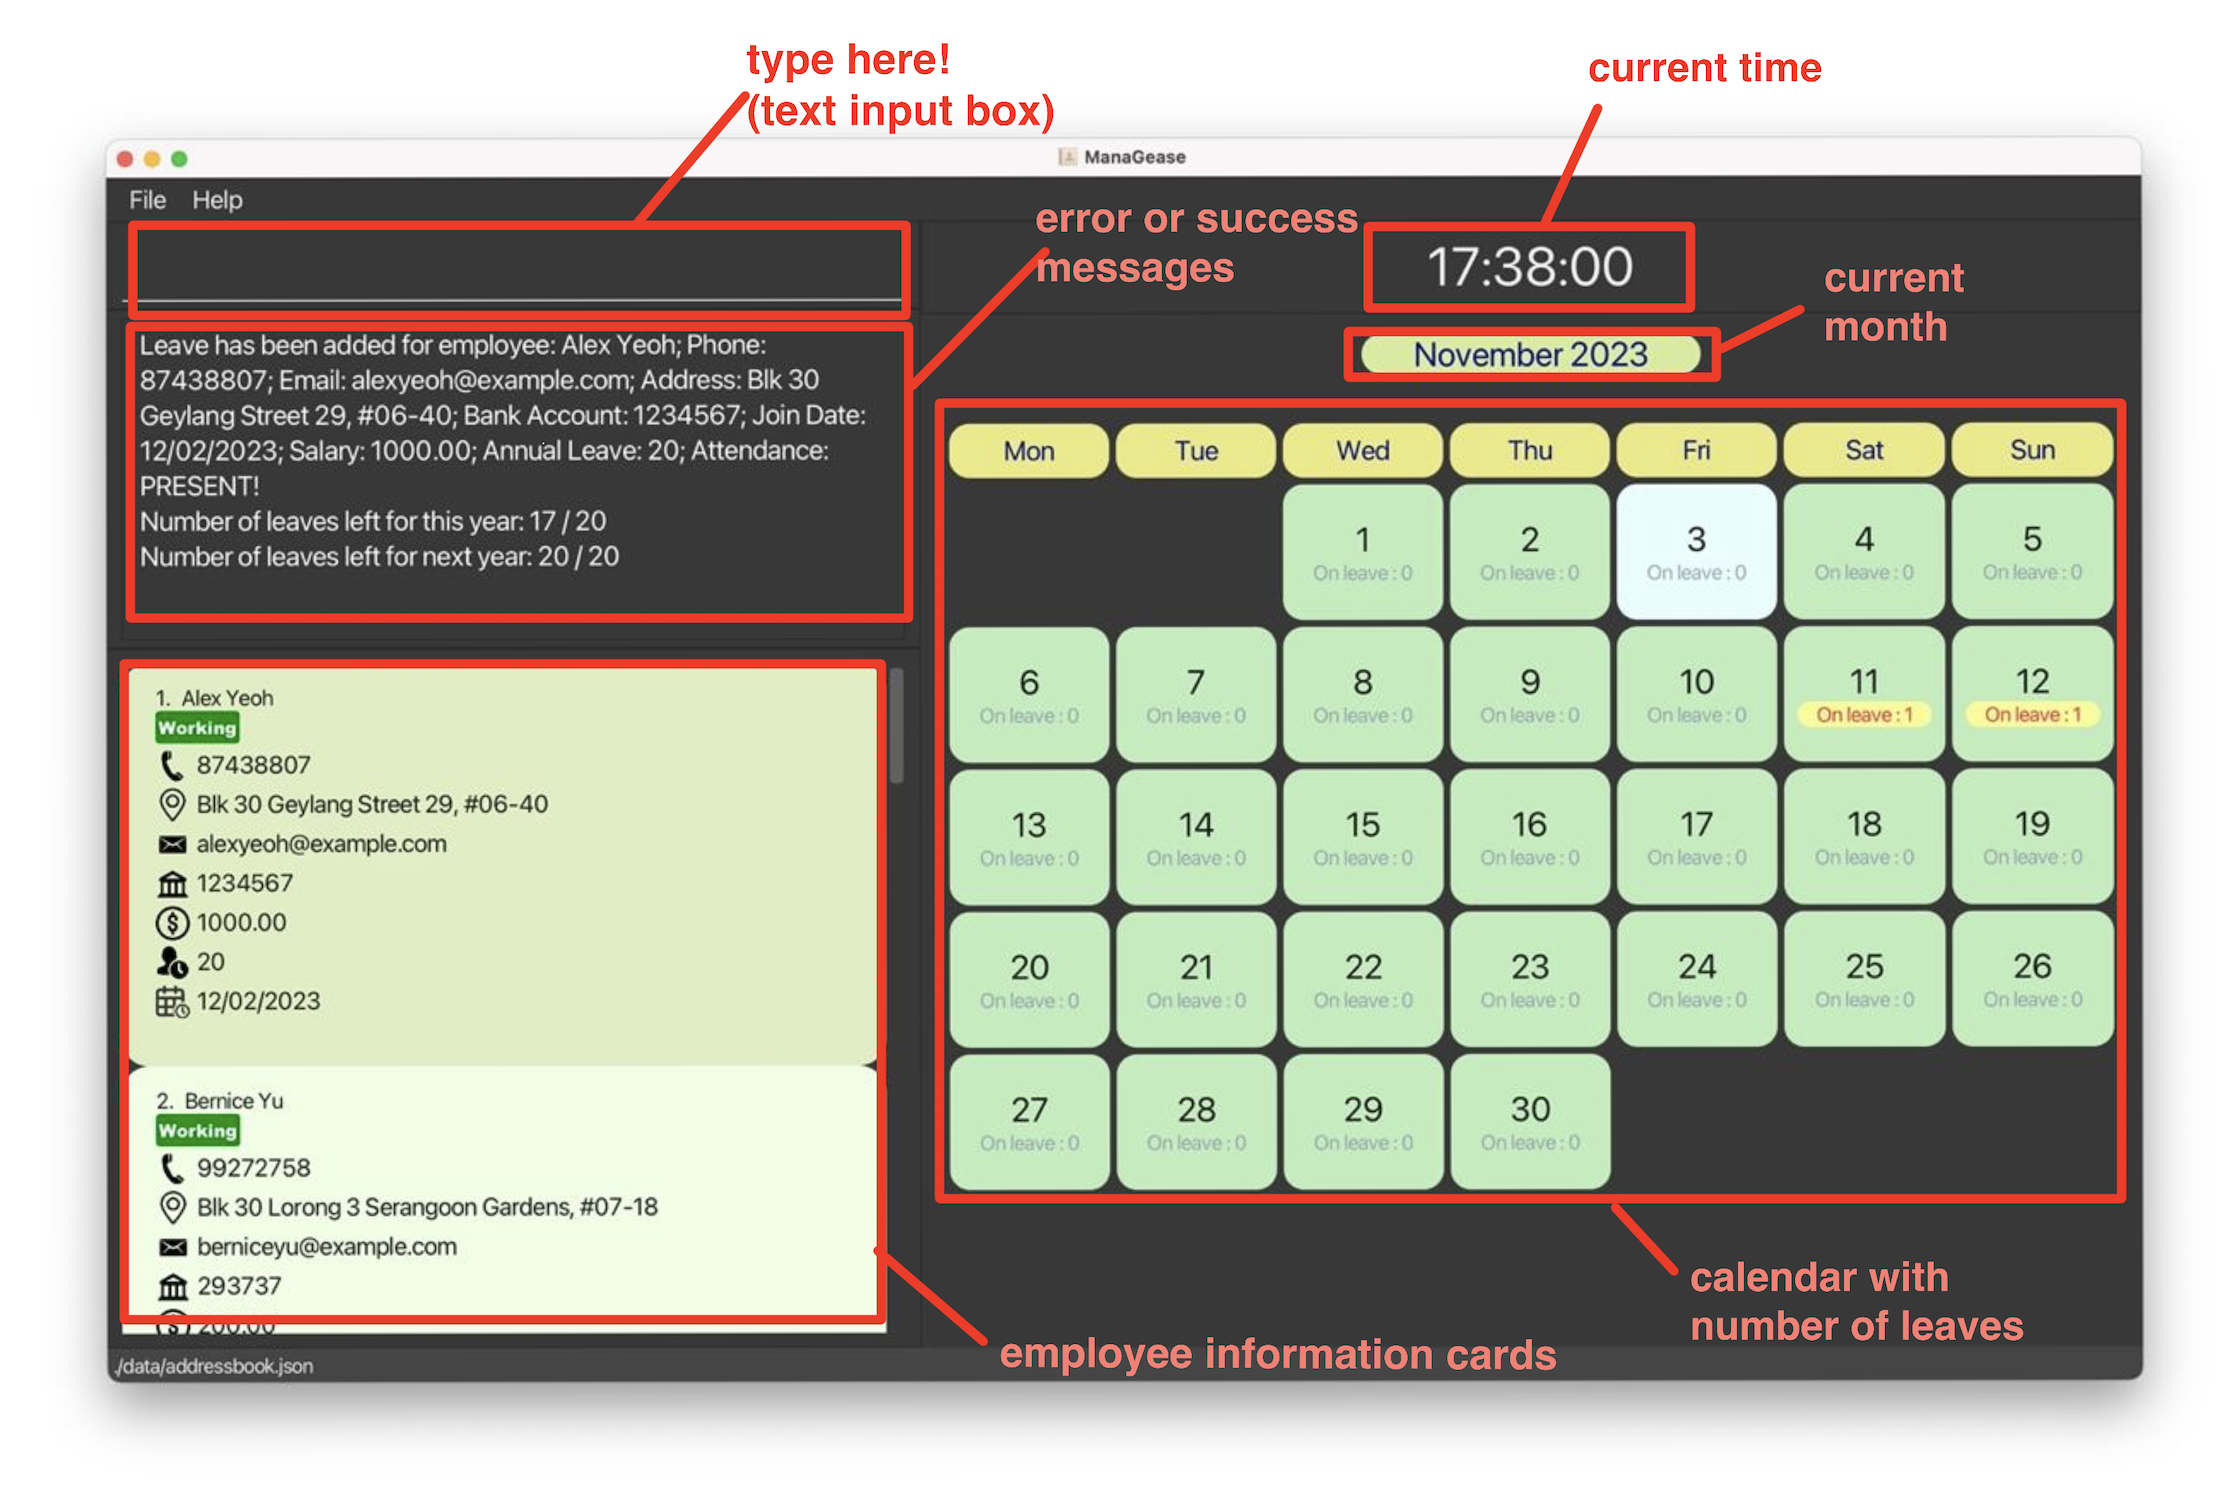 type here!
(text input box)
current time
ManaGease
File Help
error or success
messages
17:38:00
current
month
November 2023
Leave has been added for employee: Alex Yeoh; Phone:
87438807; Email: alexyeoh@example.com; Address: Blk 30
Geylang Street 29, #06-40; Bank Account: 1234567; Join Date:
12/02/2023; Salary: 1000.00; Annual Leave: 20; Attendance:
PRESENT!
Number of leaves left for this year: 17 / 20
Number of leaves left for next year: 20 / 20
1. Alex Yeoh
Working
87438807
Blk 30 Geylang Street 29, #06-40
alexyeoh@example.com
1234567
1000.00
20
12/02/2023
2. Bernice Yu
Working
99272758
Blk 30 Lorong 3 Serangoon Gardens, #07-18
berniceyu@example.com
293737
200.00
Mon Tue Wed Thu Fri Sat Sun
1 2 3 4 5
On leave : 0 On leave : 0 On leave : 0 On leave : 0 On leave : 0
6 7 8 9 10 11 12
On leave : 0 On leave : 0 On leave : 0 On leave : 0 On leave : 0 On leave : 1 On leave : 1
13 14 15 16 17 18 19
On leave : 0 On leave : 0 On leave : 0 On leave : 0 On leave : 0 On leave : 0 On leave : 0
20 21 22 23 24 25 26
On leave : 0 On leave : 0 On leave : 0 On leave : 0 On leave : 0 On leave : 0 On leave : 0
27 28 29 30
On leave : 0 On leave : 0 On leave : 0 On leave : 0
calendar with
number of leaves
employee information cards
./data/addressbook.json